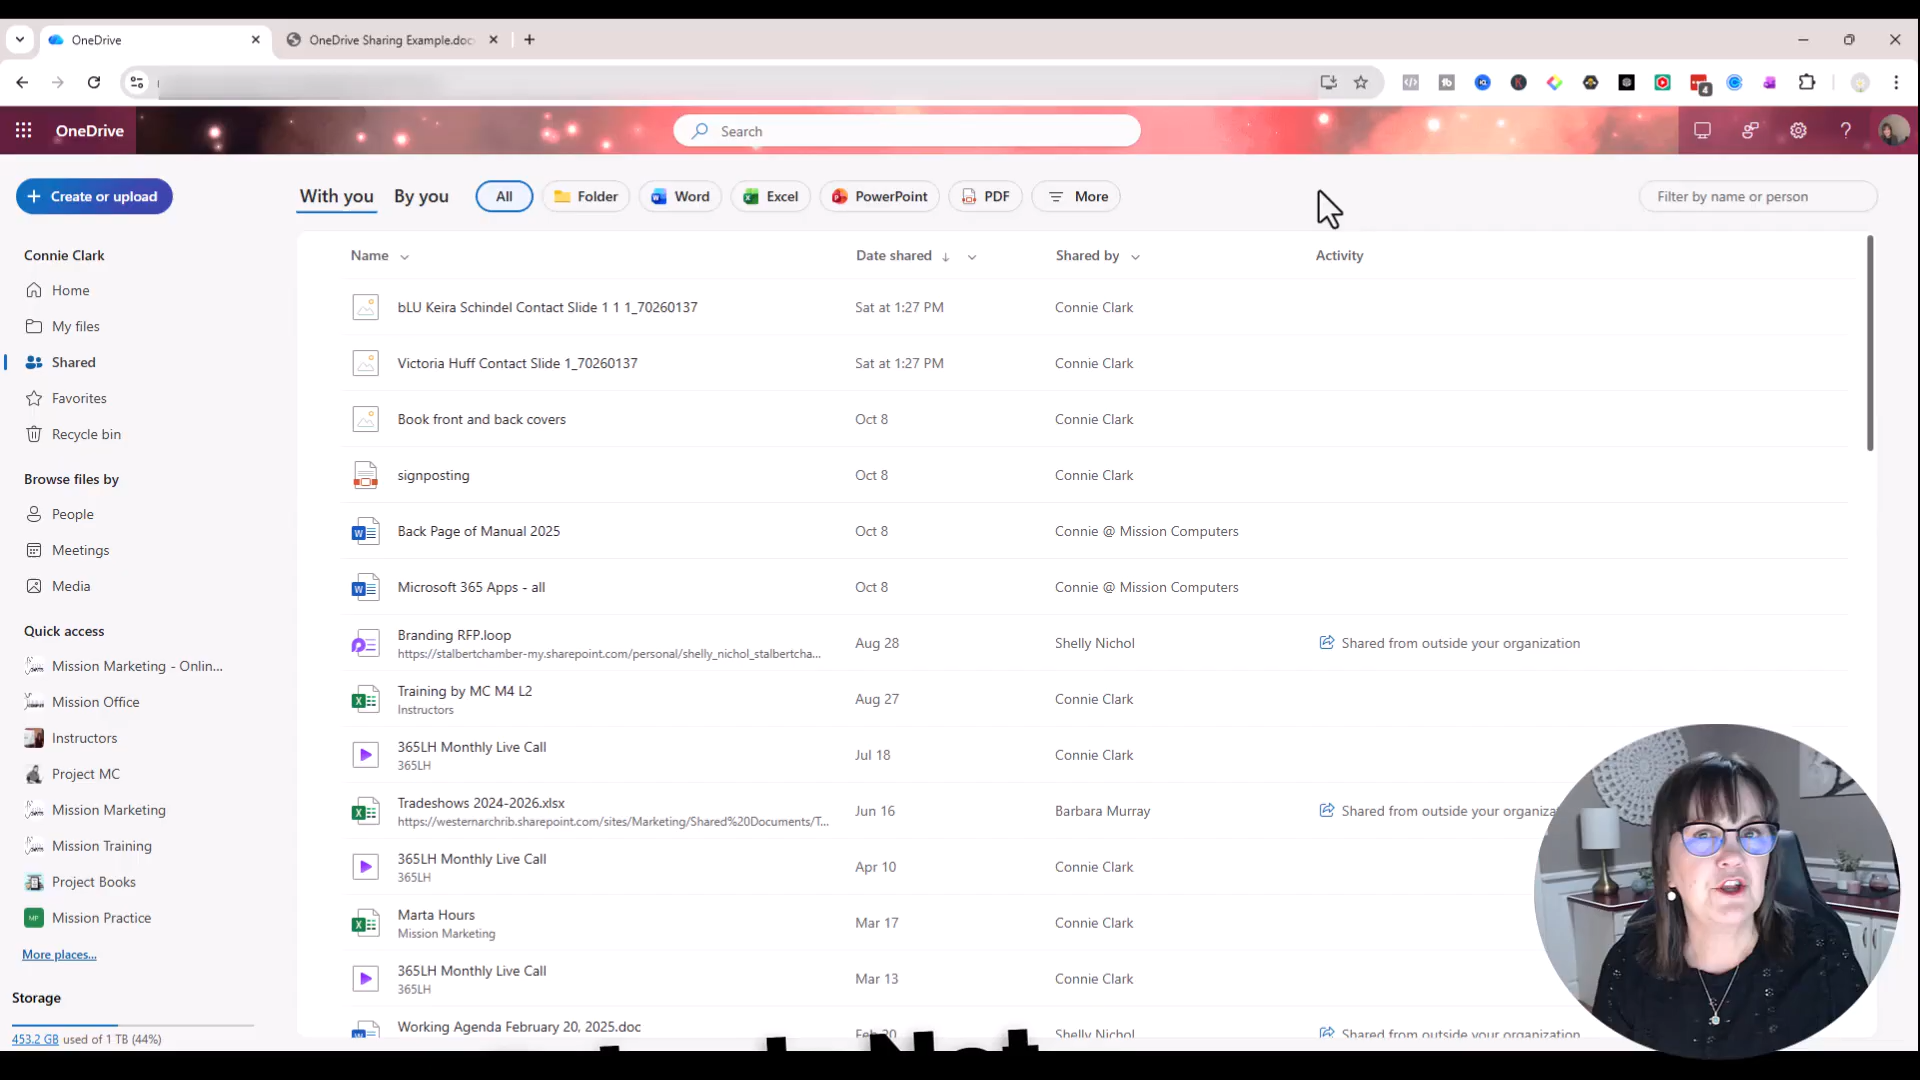 OneDrive
OneDrive Sharing Example.doc
4
OneDrive
Search
Create or upload
With you
By you
All
Folder
Word
Excel
PowerPoint
PDF
More
Filter by name or person
Connie Clark
Home
My files
Shared
Favorites
Recycle bin
Browse files by
People
Meetings
Media
Quick access
Mission Marketing - Onlin...
Mission Office
Instructors
Project MC
Mission Marketing
Mission Training
Project Books
MP Mission Practice
More places...
Storage
453.2 GB used of 1 TB (44%)
Name
Date shared
Shared by
Activity
bLU Keira Schindel Contact Slide 1 1 1_70260137
Sat at 1:27 PM
Connie Clark
Victoria Huff Contact Slide 1_70260137
Sat at 1:27 PM
Connie Clark
Book front and back covers
Oct 8
Connie Clark
signposting
Oct 8
Connie Clark
Back Page of Manual 2025
Oct 8
Connie @ Mission Computers
Microsoft 365 Apps - all
Oct 8
Connie @ Mission Computers
Branding RFP.loop
https://stalbertchamber-my.sharepoint.com/personal/shelly_nichol_stalbertcha...
Aug 28
Shelly Nichol
Shared from outside your organization
Training by MC M4 L2
Instructors
Aug 27
Connie Clark
365LH Monthly Live Call
365LH
Jul 18
Connie Clark
Tradeshows 2024-2026.xlsx
https://westernarchrib.sharepoint.com/sites/Marketing/Shared%20Documents/T...
Jun 16
Barbara Murray
Shared from outside your organiza
365LH Monthly Live Call
365LH
Apr 10
Connie Clark
Marta Hours
Mission Marketing
Mar 17
Connie Clark
365LH Monthly Live Call
365LH
Mar 13
Connie Clark
Working Agenda February 20, 2025.doc
Feb 20
Shelly Nichol
Shared from outside your organization
Not